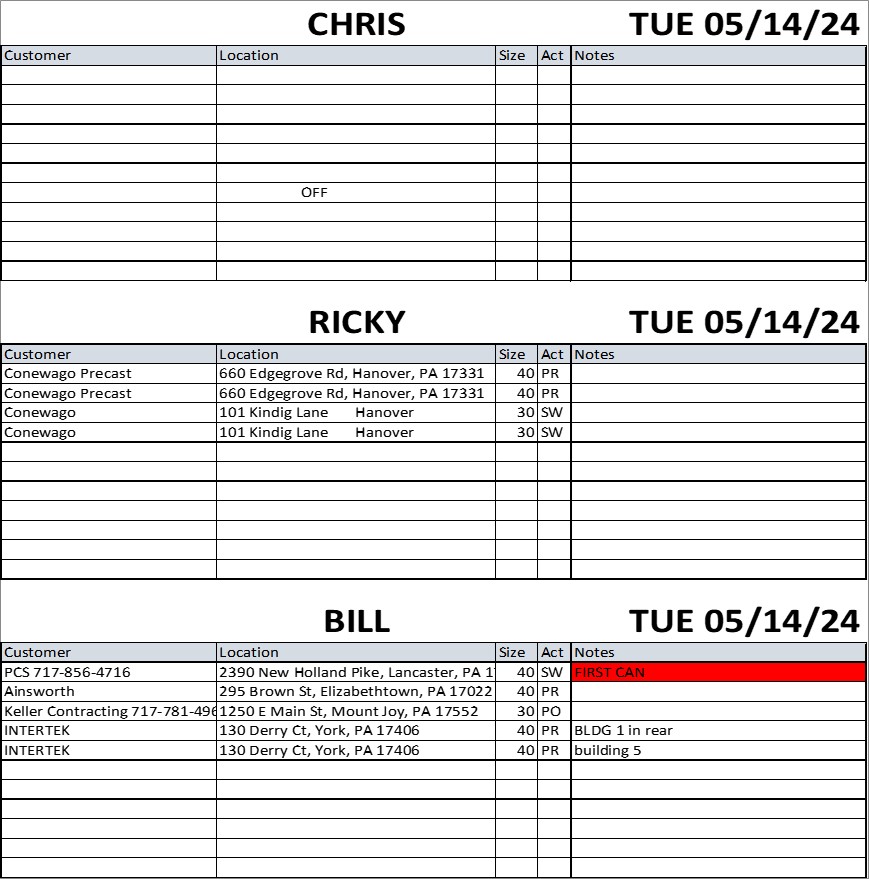 CHRIS TUE 05/14/24
Customer Location Size Act Notes
OFF
RICKY TUE 05/14/24
Customer Location Size Act Notes
Conewago Precast 660 Edgegrove Rd, Hanover, PA 17331 40 PR
Conewago Precast 660 Edgegrove Rd, Hanover, PA 17331 40 PR
Conewago 101 Kindig Lane Hanover 30 SW
Conewago 101 Kindig Lane Hanover 30 SW
BILL TUE 05/14/24
Customer Location Size Act Notes
PCS 717-856-4716 2390 New Holland Pike, Lancaster, PA 1 40 SW FIRST CAN
Ainsworth 295 Brown St, Elizabethtown, PA 17022 40 PR
Keller Contracting 717-781-496 1250 E Main St, Mount Joy, PA 17552 30 PO
INTERTEK 130 Derry Ct, York, PA 17406 40 PR BLDG 1 in rear
INTERTEK 130 Derry Ct, York, PA 17406 40 PR building 5